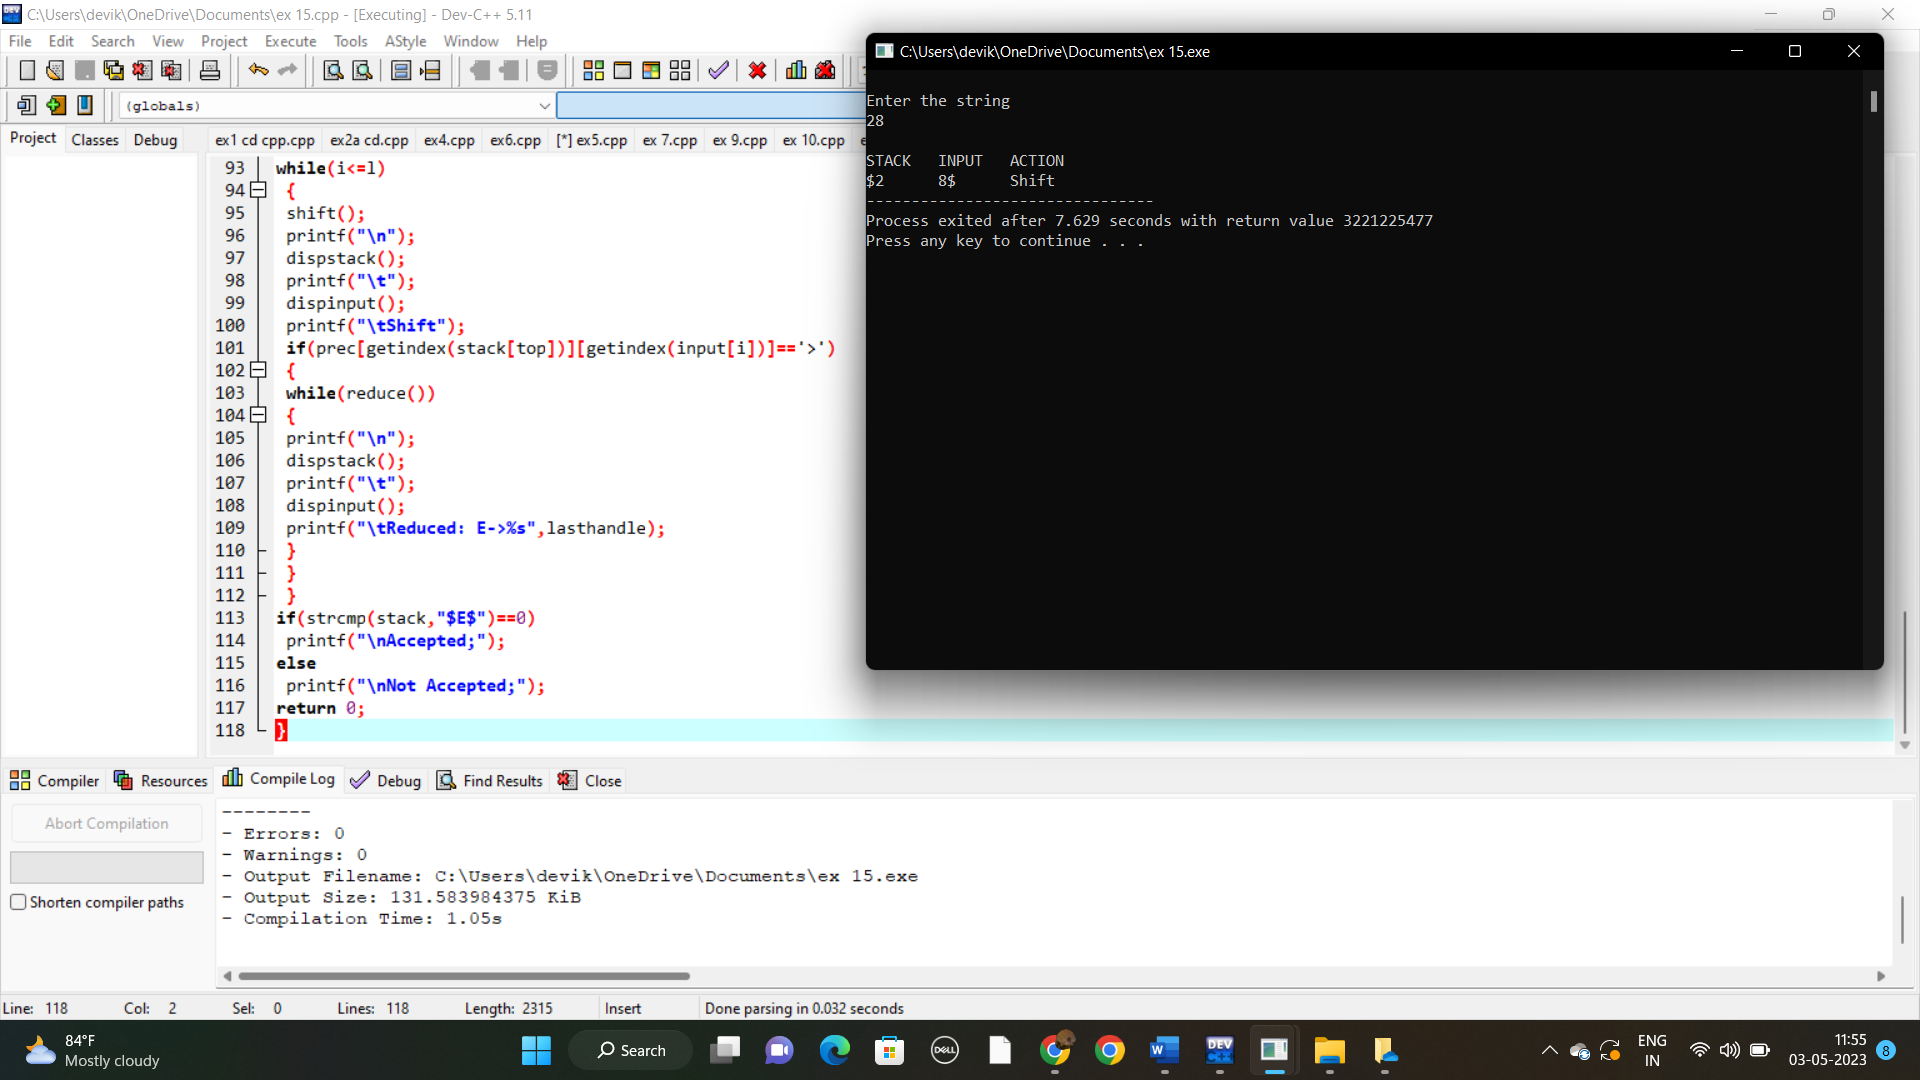 C:\Users\devik\OneDrive\Documents\ex 15.cpp - [Executing] - Dev-C++ 5.11
File Edit Search View Project Execute Tools AStyle Window Help
(globals)
Project Classes Debug
ex1 cd cpp.cpp ex2a cd.cpp ex4.cpp ex6.cpp [*] ex5.cpp ex 7.cpp ex 9.cpp ex 10.cpp
93 while(i<=l)
94 {
95 shift();
96 printf("\n");
97 dispstack();
98 printf("\t");
99 dispinput();
100 printf("\tShift");
101 if(prec[getindex(stack[top])][getindex(input[i])]=='>')
102 {
103 while(reduce())
104 {
105 printf("\n");
106 dispstack();
107 printf("\t");
108 dispinput();
109 printf("\tReduced: E->%s",lasthandle);
110 }
111 }
112 }
113 if(strcmp(stack,"$E$")==0)
114 printf("\nAccepted;");
115 else
116 printf("\nNot Accepted;");
117 return 0;
118 }
C:\Users\devik\OneDrive\Documents\ex 15.exe
Enter the string
28
STACK INPUT ACTION
$2 8$ Shift
--------------------------------
Process exited after 7.629 seconds with return value 3221225477
Press any key to continue . . .
Compiler Resources Compile Log Debug Find Results Close
Abort Compilation
Shorten compiler paths
--------
- Errors: 0
- Warnings: 0
- Output Filename: C:\Users\devik\OneDrive\Documents\ex 15.exe
- Output Size: 131.583984375 KiB
- Compilation Time: 1.05s
Line: 118 Col: 2 Sel: 0 Lines: 118 Length: 2315 Insert Done parsing in 0.032 seconds
84°F
Mostly cloudy
Search
DELL
W
DEV
C++
ENG
IN
11:55
03-05-2023
8